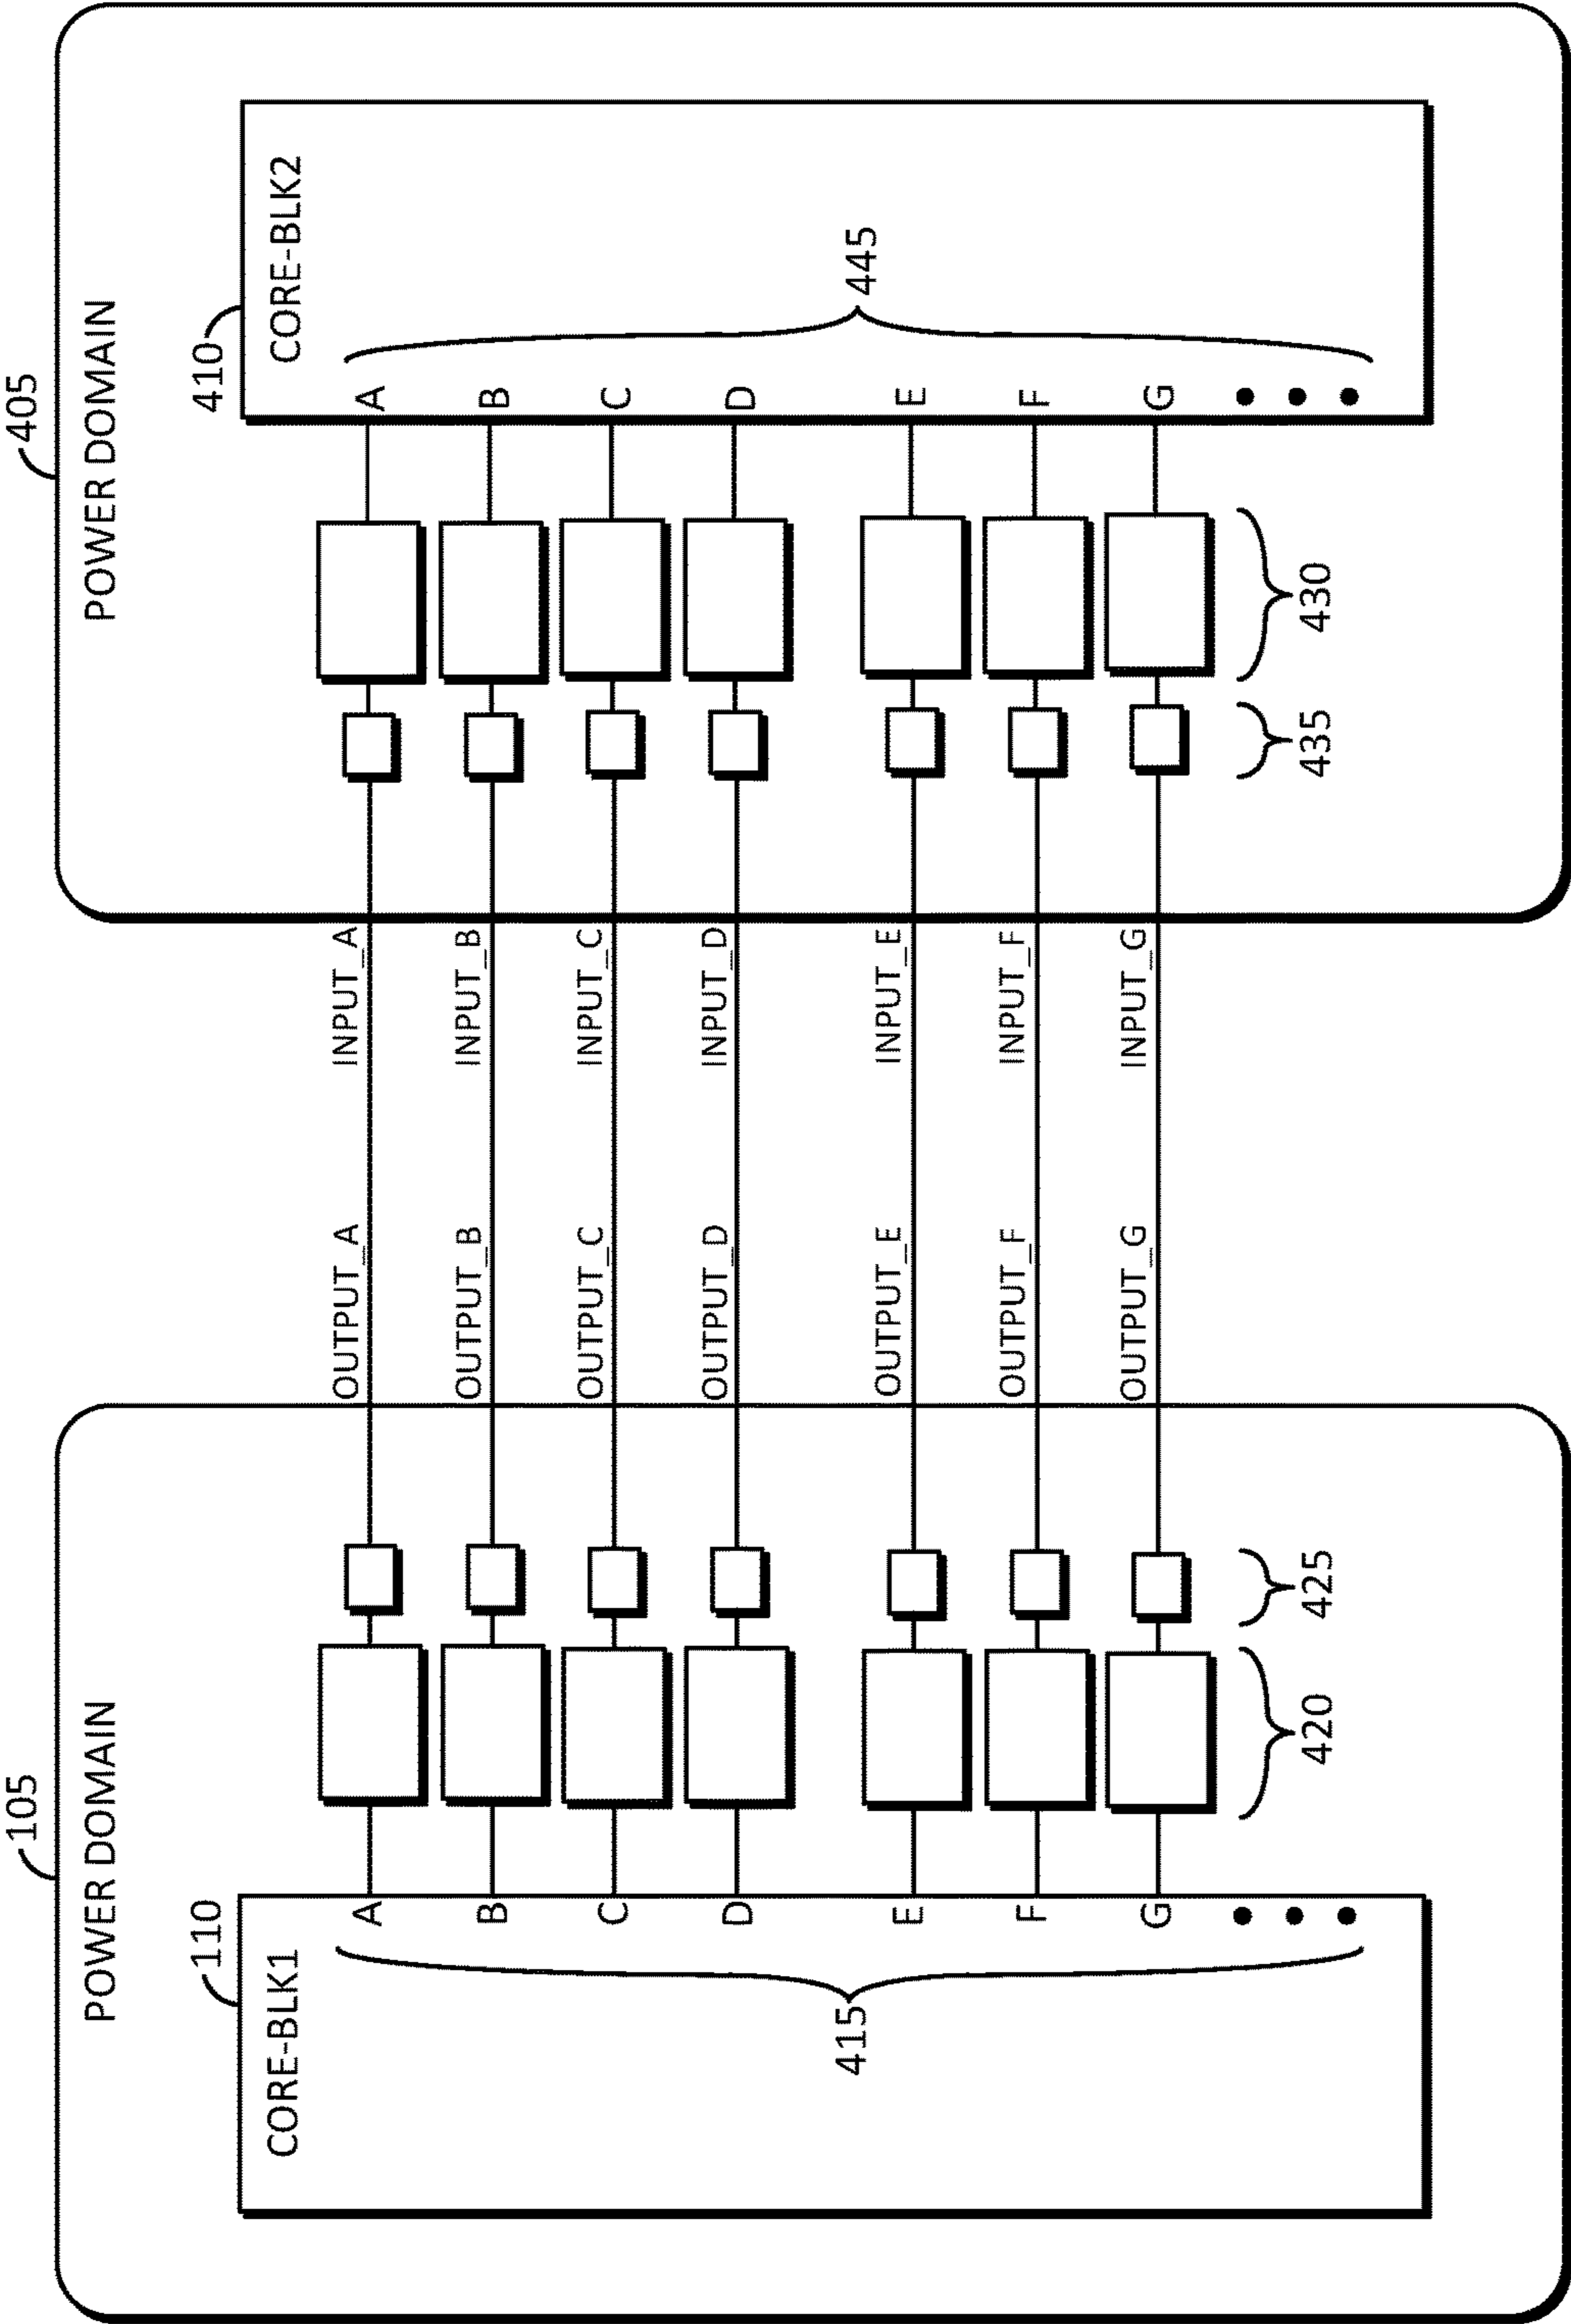 105
POWER DOMAIN
110
CORE-BLK1
415
A
B
C
D
E
F
G
420
425
OUTPUT_A
OUTPUT_B
OUTPUT_C
OUTPUT_D
OUTPUT_E
OUTPUT_F
OUTPUT_G
INPUT_A
INPUT_B
INPUT_C
INPUT_D
INPUT_E
INPUT_F
INPUT_G
405
POWER DOMAIN
435
430
410
CORE-BLK2
A
B
C
D
E
F
G
445